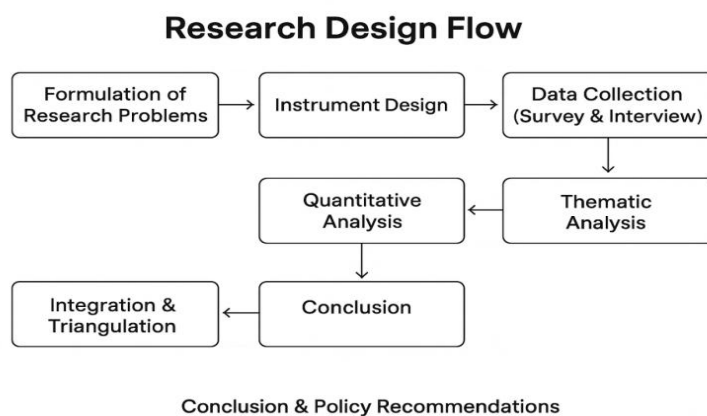 Research Design Flow
Formulation of
Research Problems
Instrument Design
Data Collection
(Survey & Interview)
Quantitative
Analysis
Thematic
Analysis
Integration &
Triangulation
Conclusion
Conclusion & Policy Recommendations